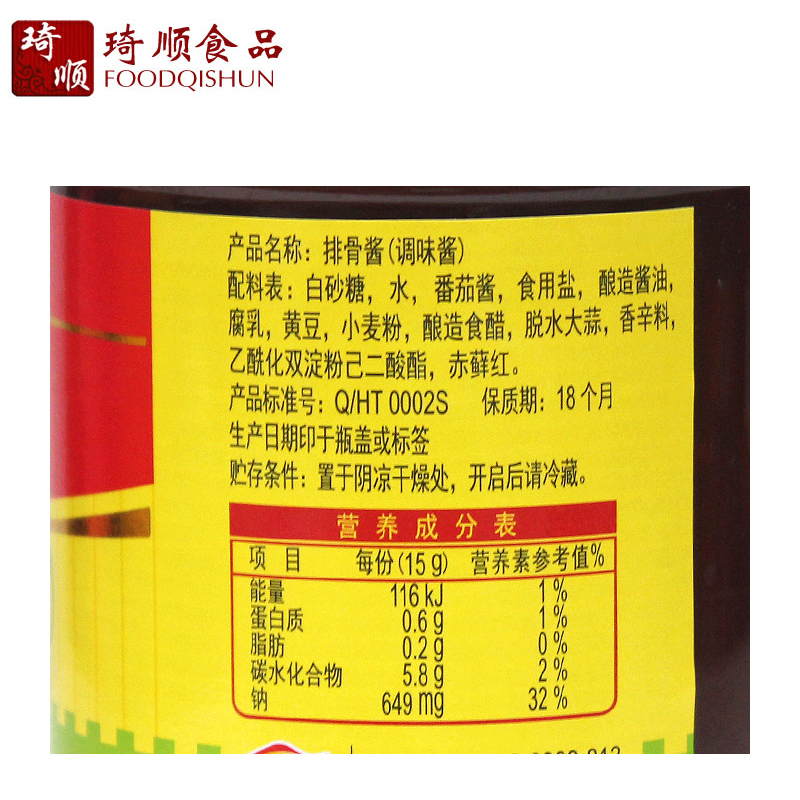 琦顺
琦顺食品
FOODQISHUN
产品名称：排骨酱（调味酱）
配料表：白砂糖，水，番茄酱，食用盐，酿造酱油，
腐乳，黄豆，小麦粉，酿造食醋，脱水大蒜，香辛料，
乙酰化双淀粉己二酸酯，赤藓红。
产品标准号：Q/HT 0002S 保质期：18个月
生产日期印于瓶盖或标签
贮存条件：置于阴凉干燥处，开启后请冷藏。
营养成分表
项目 每份(15 g) 营养素参考值%
能量 116 kJ 1%
蛋白质 0.6 g 1%
脂肪 0.2 g 0%
碳水化合物 5.8 g 2%
钠 649 mg 32%